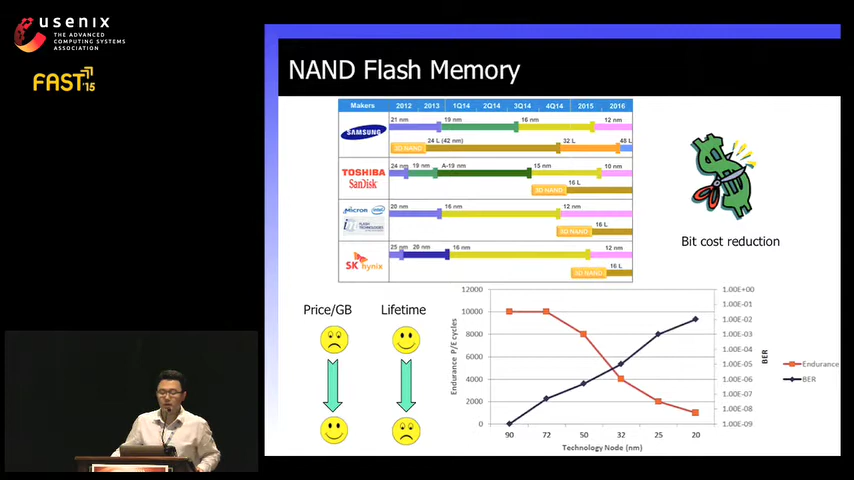 usenix
THE ADVANCED
COMPUTING SYSTEMS
ASSOCIATION
FAST'15
NAND Flash Memory
Makers 2012 2013 1Q14 2Q14 3Q14 4Q14 2015 2016
SAMSUNG
21 nm 19 nm 16 nm 12 nm
3D NAND 24 L (42 nm) 32 L 48 L
TOSHIBA
SanDisk
24 nm 19 nm A-19 nm 15 nm 10 nm
3D NAND 16 L
Micron intel
FLASH
TECHNOLOGIES
20 nm 16 nm 12 nm
3D NAND 16 L
SK hynix
25 nm 20 nm 16 nm 12 nm
3D NAND 16 L
Bit cost reduction
Price/GB Lifetime
Endurance P/E cycles
12000
10000
8000
6000
4000
2000
0
1.00E+00
1.00E-01
1.00E-02
1.00E-03
1.00E-04
1.00E-05
1.00E-06
1.00E-07
1.00E-08
1.00E-09
BER
Endurance
BER
90 72 50 32 25 20
Technology Node (nm)